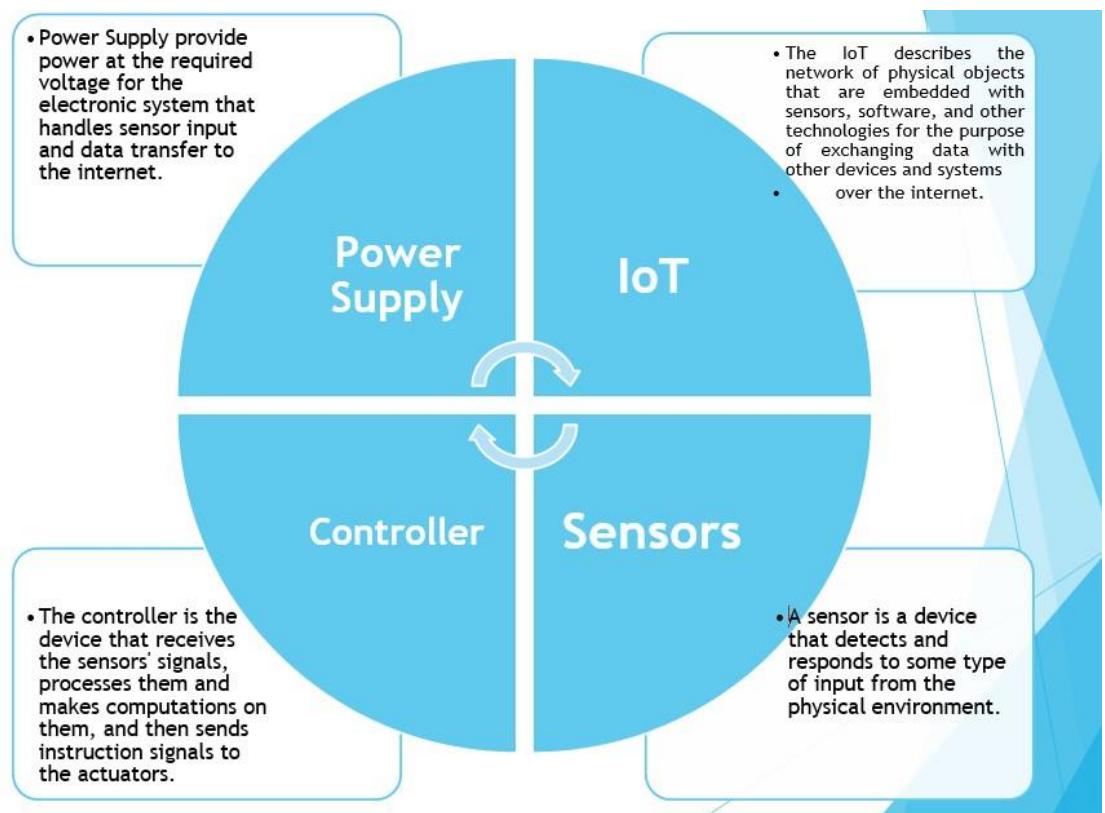 • Power Supply provide
power at the required
voltage for the
electronic system that
handles sensor input
and data transfer to
the internet.
• The IoT describes the
network of physical objects
that are embedded with
sensors, software, and other
technologies for the purpose
of exchanging data with
other devices and systems
• over the internet.
Power
Supply
IoT
Controller
Sensors
• The controller is the
device that receives
the sensors' signals,
processes them and
makes computations on
them, and then sends
instruction signals to
the actuators.
• A sensor is a device
that detects and
responds to some type
of input from the
physical environment.